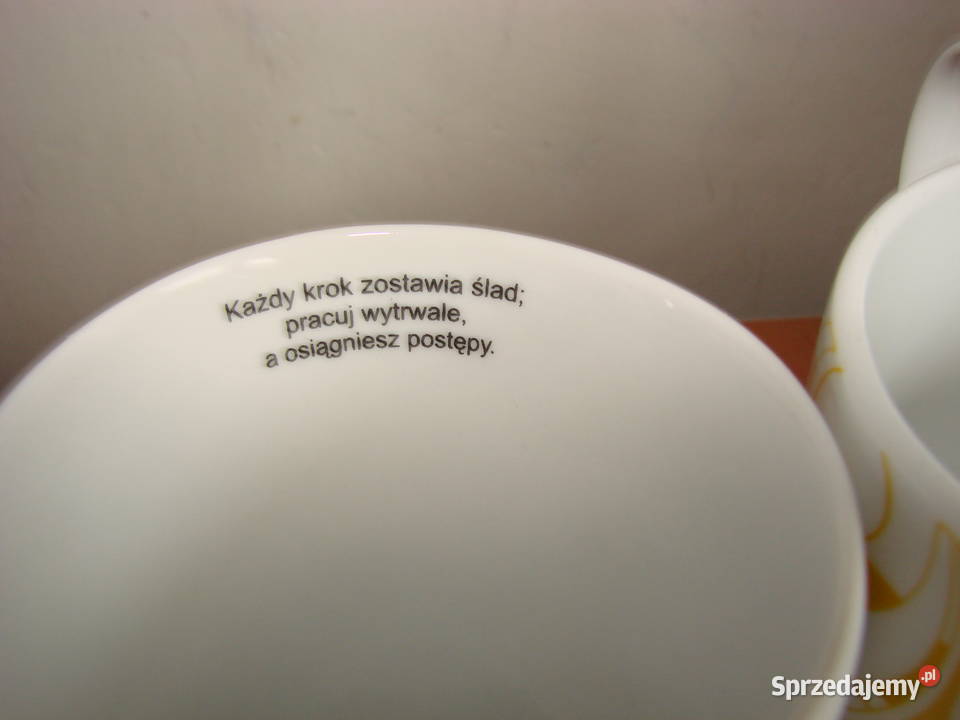 Każdy krok zostawia ślad;
pracuj wytrwale,
a osiągniesz postępy.
Sprzedajemy.pl